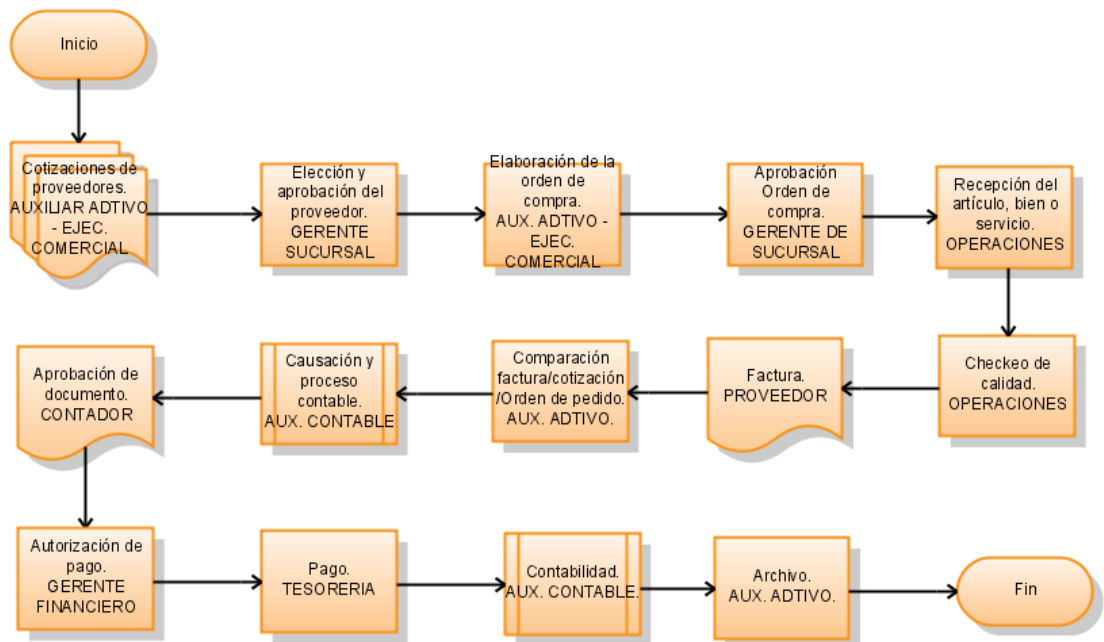 Inicio
Cotizaciones de
proveedores.
AUXILIAR ADTIVO
- EJEC.
COMERCIAL
Elección y
aprobación del
proveedor.
GERENTE
SUCURSAL
Elaboración de la
orden de
compra.
AUX. ADTIVO -
EJEC.
COMERCIAL
Aprobación
Orden de
compra.
GERENTE DE
SUCURSAL
Recepción del
artículo, bien o
servicio.
OPERACIONES
Checkeo de
calidad.
OPERACIONES
Factura.
PROVEEDOR
Comparación
factura/cotización
/Orden de pedido.
AUX. ADTIVO.
Causación y
proceso
contable.
AUX. CONTABLE
Aprobación de
documento.
CONTADOR
Autorización de
pago.
GERENTE
FINANCIERO
Pago.
TESORERIA
Contabilidad.
AUX. CONTABLE.
Archivo.
AUX. ADTIVO.
Fin